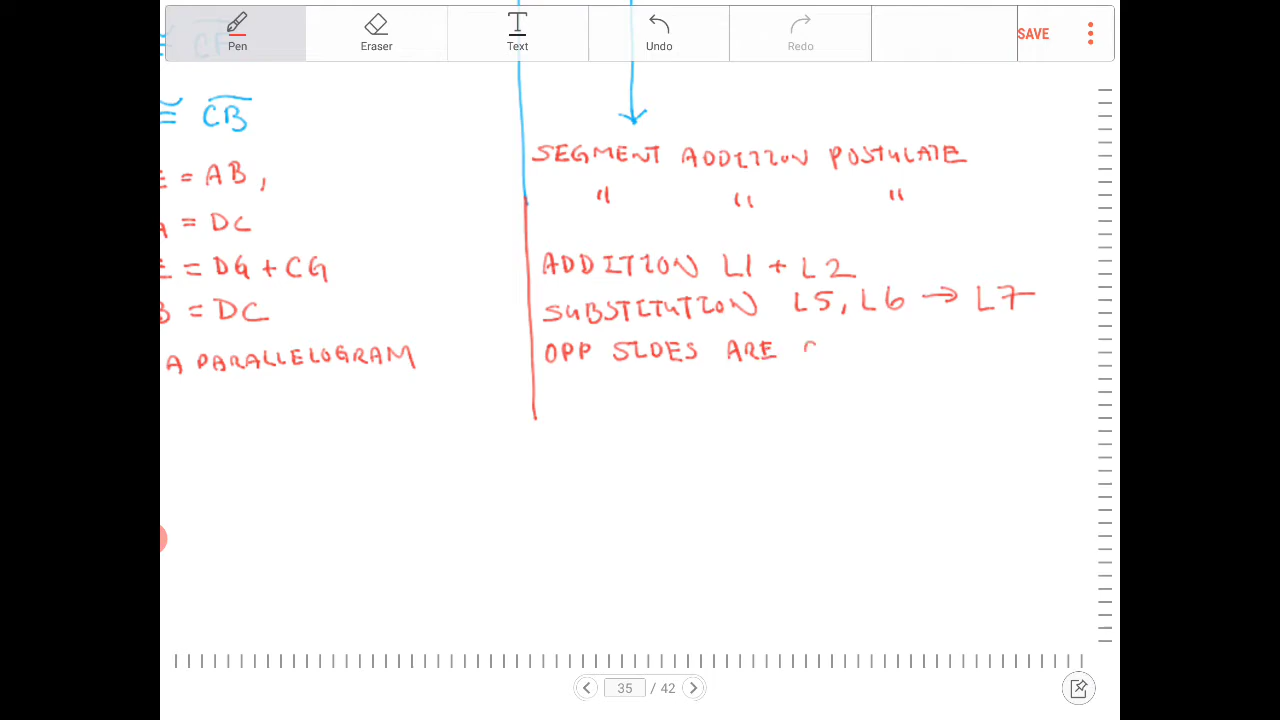 Pen Eraser Text Undo Redo SAVE
≅ CB
= AB,
SEGMENT ADDITION POSTULATE
" " "
= DC
= DG + CG
ADDITION L1 + L2
= DC
SUBSTITUTION L5, L6 → L7
A PARALLELOGRAM
OPP SIDES ARE
35 / 42